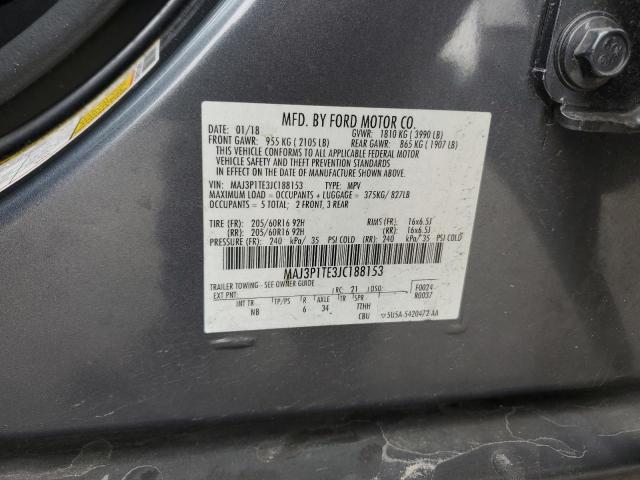 MFD. BY FORD MOTOR CO.
DATE: 01/18 GVWR: 1810 KG ( 3990 LB)
FRONT GAWR: 955 KG ( 2105 LB) REAR GAWR: 865 KG ( 1907 LB)
THIS VEHICLE CONFORMS TO ALL APPLICABLE FEDERAL MOTOR
VEHICLE SAFETY AND THEFT PREVENTION STANDARDS
IN EFFECT ON THE DATE OF MANUFACTURE SHOWN ABOVE.
VIN: MAJ3P1TE3JC188153 TYPE: MPV
MAXIMUM LOAD = OCCUPANTS + LUGGAGE = 375KG/ 827LB
OCCUPANTS = 5 TOTAL; 2 FRONT, 3 REAR
TIRE (FR): 205/60R16 92H RIMS (FR): 16x6.5J
(RR): 205/60R16 92H (RR): 16x6.5J
PRESSURE (FR): 240 kPa/ 35 PSI COLD (RR): 240 kPa/ 35 PSI COLD
MAJ3P1TE3JC188153
TRAILER TOWING - SEE OWNER GUIDE
EXT PNT: RC: 21 DSO: F0024
R0037
INT TR TP/PS R AXLE TR SPR
NB 6 34 TTHH
CBU 5U5A-5420472-AA